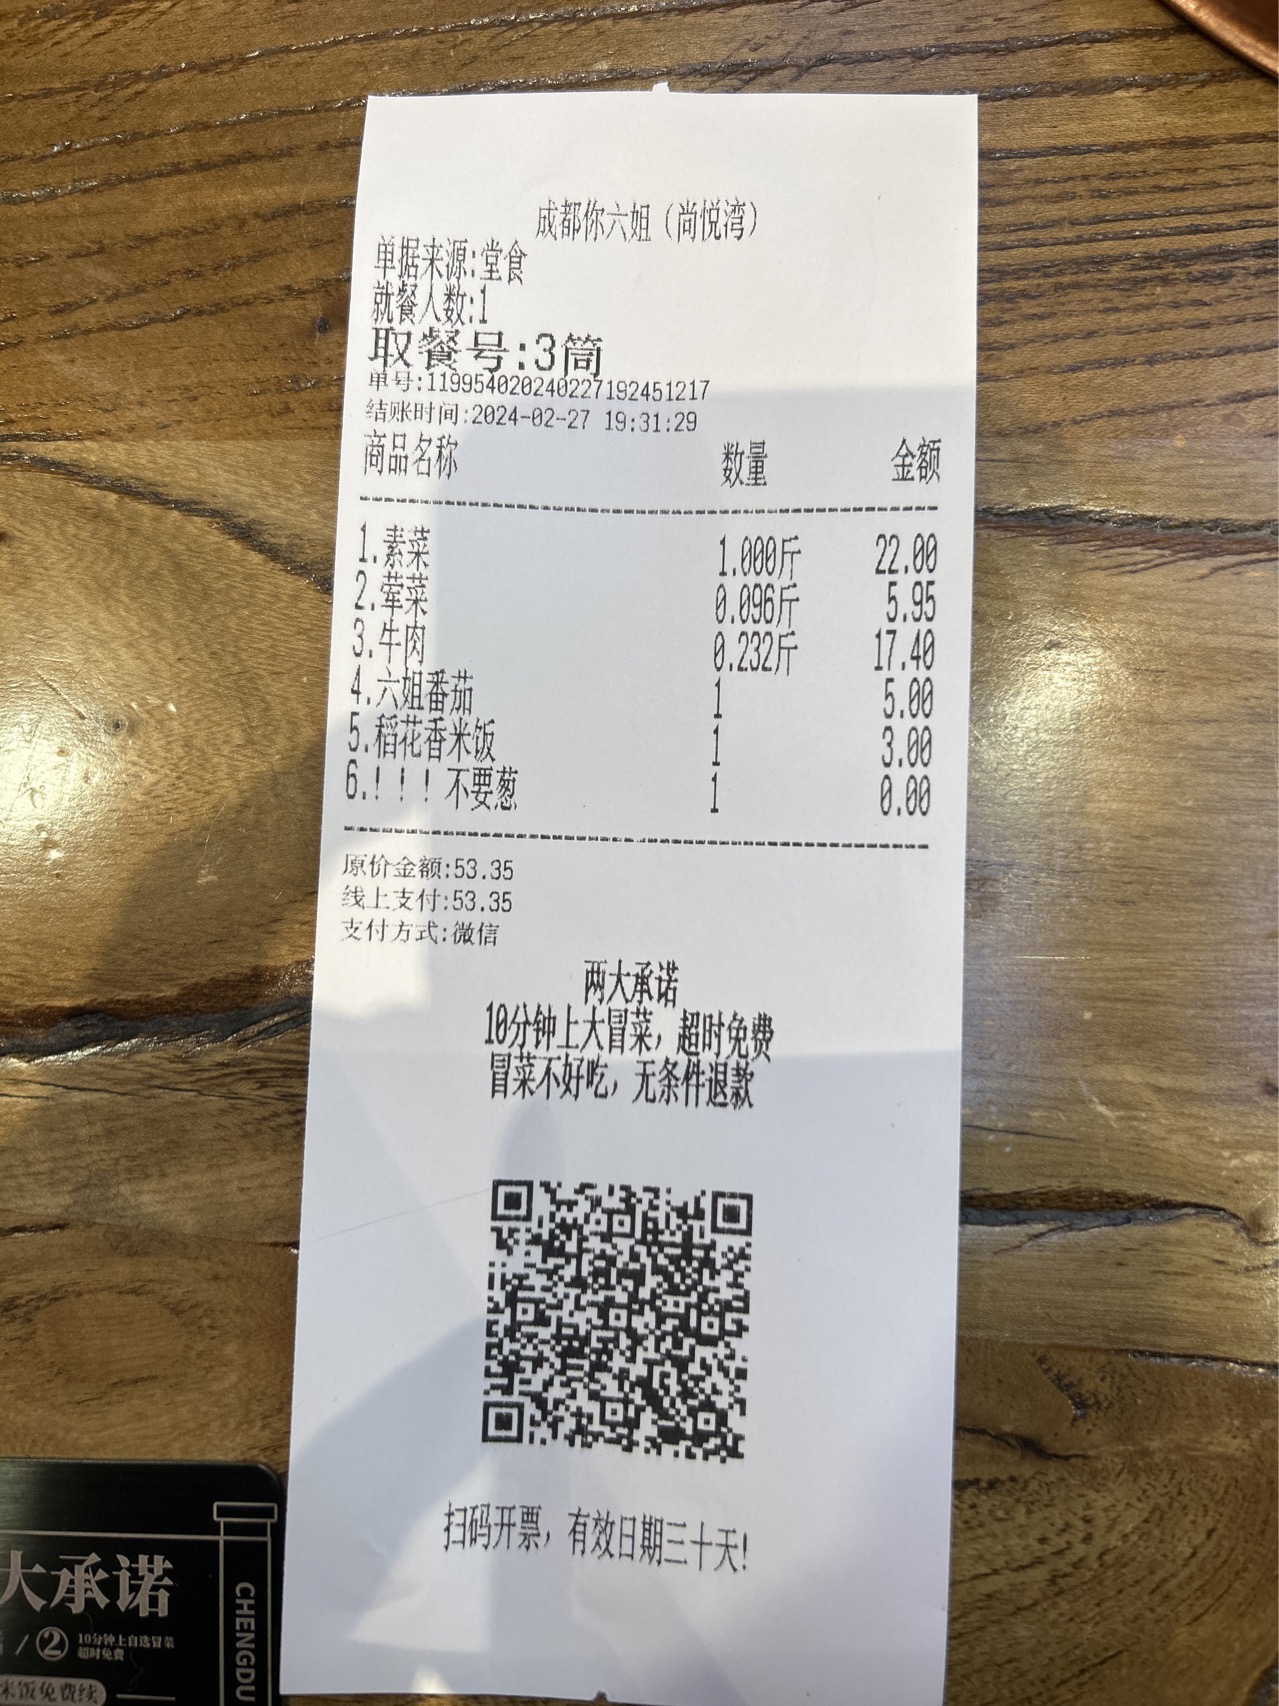 成都你六姐（尚悦湾）
单据来源:堂食
就餐人数:1
取餐号:3筒
单号:119954020240227192451217
结账时间:2024-02-27 19:31:29
商品名称 数量 金额
1.素菜 1.000斤 22.00
2.荤菜 0.096斤 5.95
3.牛肉 0.232斤 17.40
4.六姐番茄 1 5.00
5.稻花香米饭 1 3.00
6.！！！不要葱 1 0.00
原价金额:53.35
线上支付:53.35
支付方式:微信
两大承诺
10分钟上大冒菜，超时免费
冒菜不好吃，无条件退款
扫码开票，有效日期三十天！
大承诺
/ ② 10分钟上自选冒菜
超时免费
米饭免费续
CHENGDU